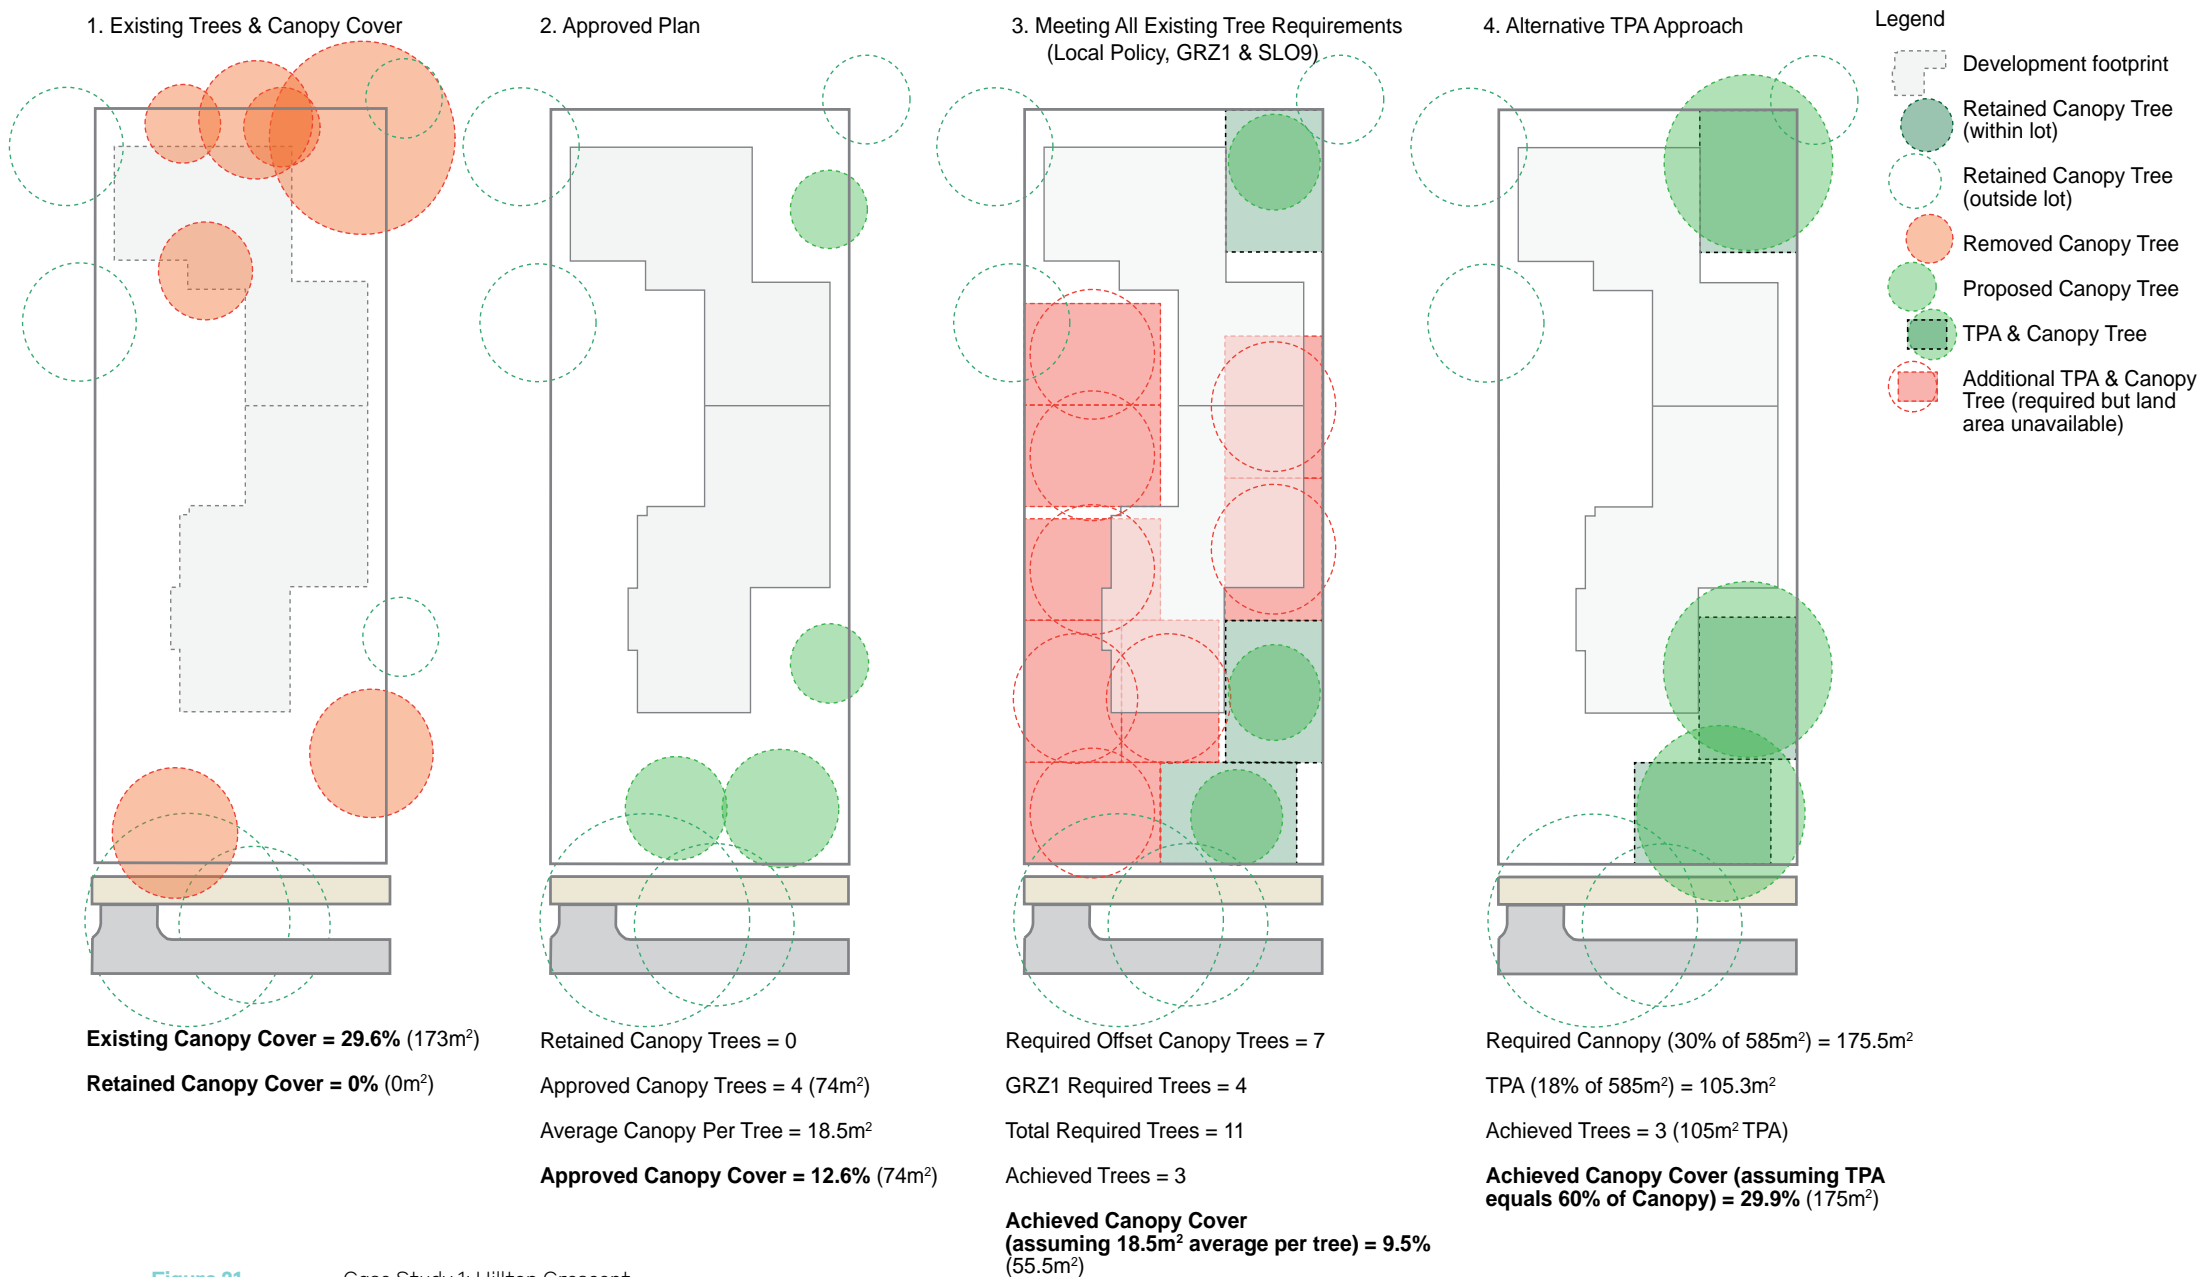 1. Existing Trees & Canopy Cover
2. Approved Plan
3. Meeting All Existing Tree Requirements
(Local Policy, GRZ1 & SLO9)
4. Alternative TPA Approach
Legend
Development footprint
Retained Canopy Tree
(within lot)
Retained Canopy Tree
(outside lot)
Removed Canopy Tree
Proposed Canopy Tree
TPA & Canopy Tree
Additional TPA & Canopy
Tree (required but land
area unavailable)
Existing Canopy Cover = 29.6% (173m²)
Retained Canopy Cover = 0% (0m²)
Retained Canopy Trees = 0
Approved Canopy Trees = 4 (74m²)
Average Canopy Per Tree = 18.5m²
Approved Canopy Cover = 12.6% (74m²)
Required Offset Canopy Trees = 7
GRZ1 Required Trees = 4
Total Required Trees = 11
Achieved Trees = 3
Achieved Canopy Cover
(assuming 18.5m² average per tree) = 9.5%
(55.5m²)
Required Cannopy (30% of 585m²) = 175.5m²
TPA (18% of 585m²) = 105.3m²
Achieved Trees = 3 (105m² TPA)
Achieved Canopy Cover (assuming TPA
equals 60% of Canopy) = 29.9% (175m²)
Figure 21 Case Study 1: Hillton Crescent